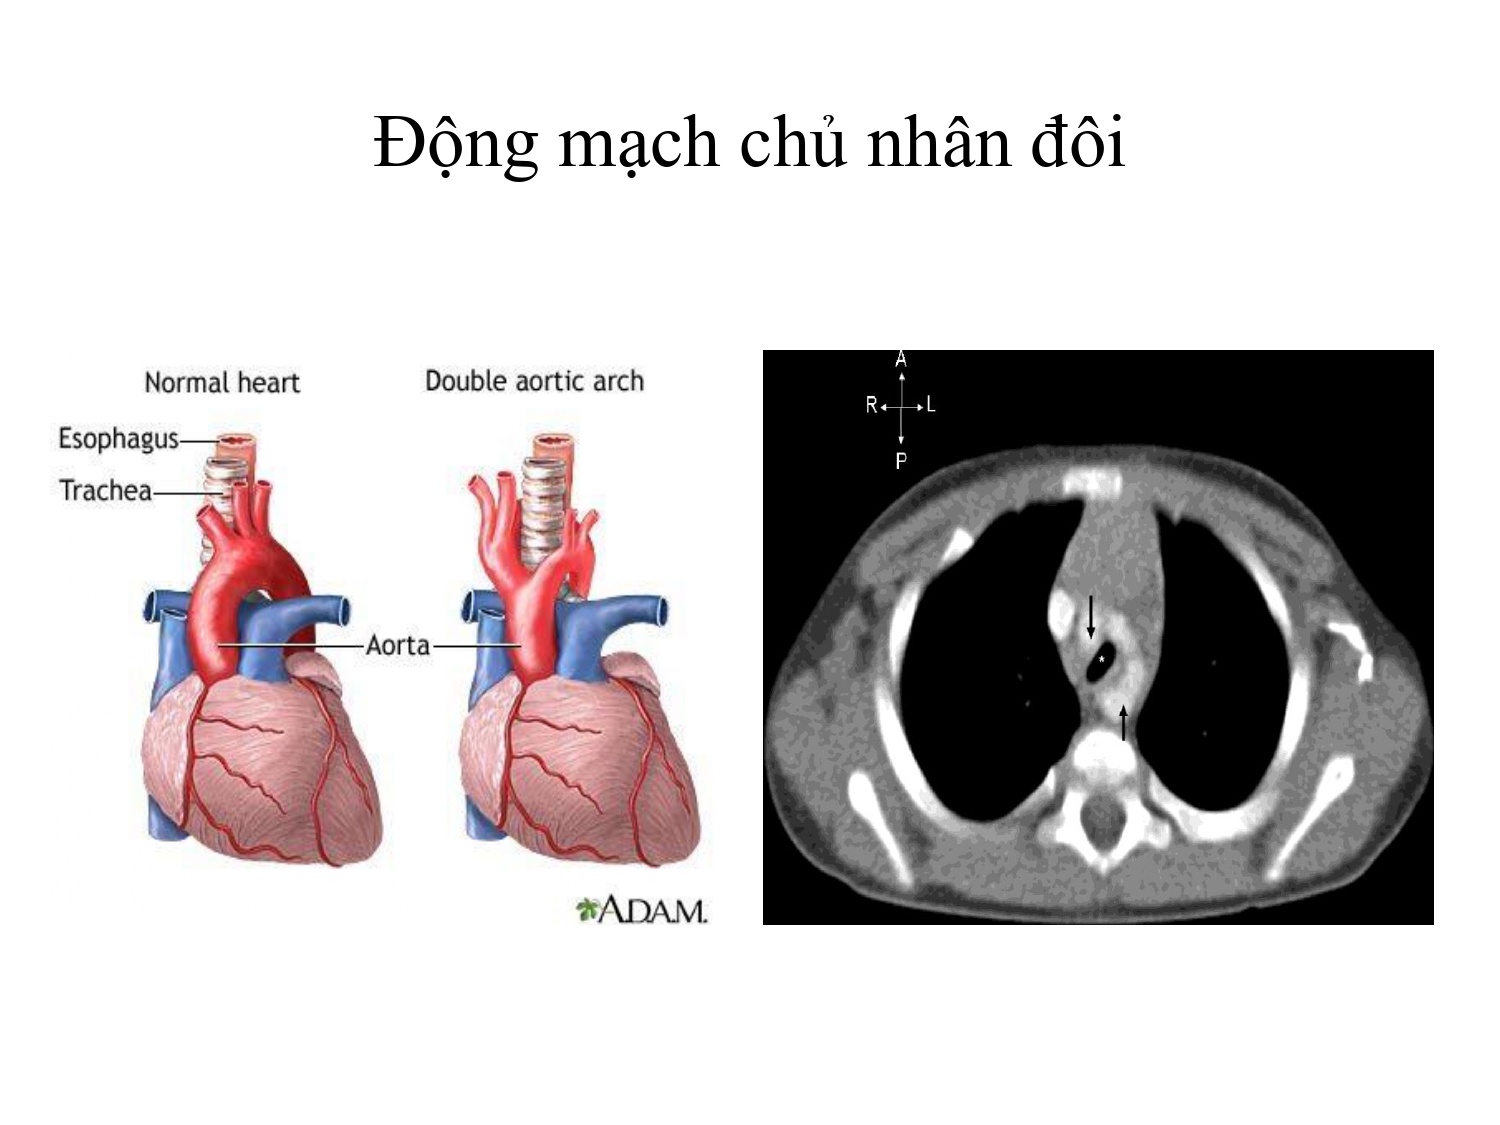 Động mạch chủ nhân đôi
Normal heart
Double aortic arch
Esophagus
Trachea
Aorta
ADAM.
A
R
L
P
*